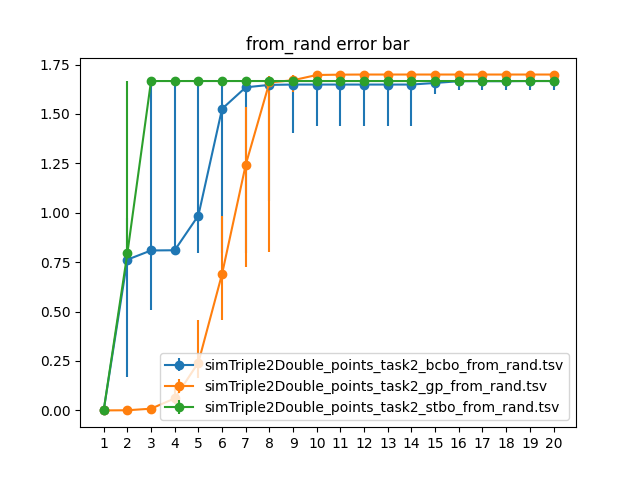 from_rand error bar
1.75
1.50
1.25
1.00
0.75
0.50
0.25
0.00
simTriple2Double_points_task2_bcbo_from_rand.tsv
simTriple2Double_points_task2_gp_from_rand.tsv
simTriple2Double_points_task2_stbo_from_rand.tsv
1 2 3 4 5 6 7 8 9 10 11 12 13 14 15 16 17 18 19 20